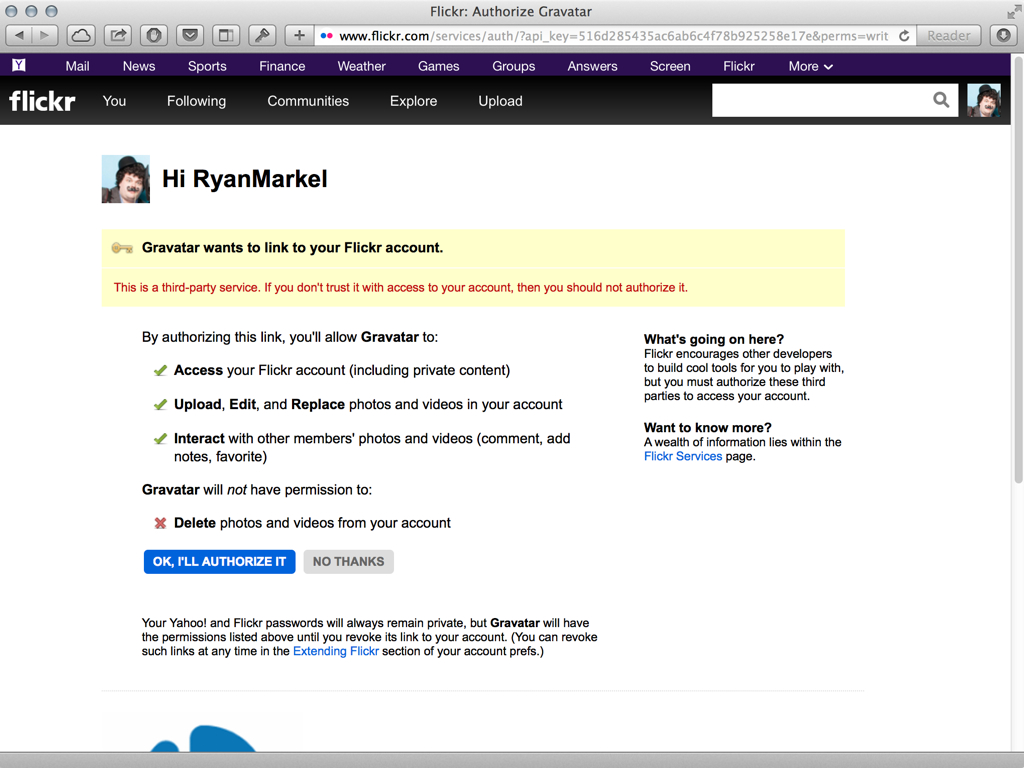 Flickr: Authorize Gravatar
www.flickr.com/services/auth/?api_key=516d285435ac6ab6c4f78b925258e17e&perms=writ
Reader
Y
Mail News Sports Finance Weather Games Groups Answers Screen Flickr More
flickr You Following Communities Explore Upload
Hi RyanMarkel
Gravatar wants to link to your Flickr account.
This is a third-party service. If you don't trust it with access to your account, then you should not authorize it.
By authorizing this link, you'll allow Gravatar to:
Access your Flickr account (including private content)
Upload, Edit, and Replace photos and videos in your account
Interact with other members' photos and videos (comment, add
notes, favorite)
Gravatar will not have permission to:
Delete photos and videos from your account
OK, I'LL AUTHORIZE IT NO THANKS
Your Yahoo! and Flickr passwords will always remain private, but Gravatar will have
the permissions listed above until you revoke its link to your account. (You can revoke
such links at any time in the Extending Flickr section of your account prefs.)
What's going on here?
Flickr encourages other developers
to build cool tools for you to play with,
but you must authorize these third
parties to access your account.
Want to know more?
A wealth of information lies within the
Flickr Services page.